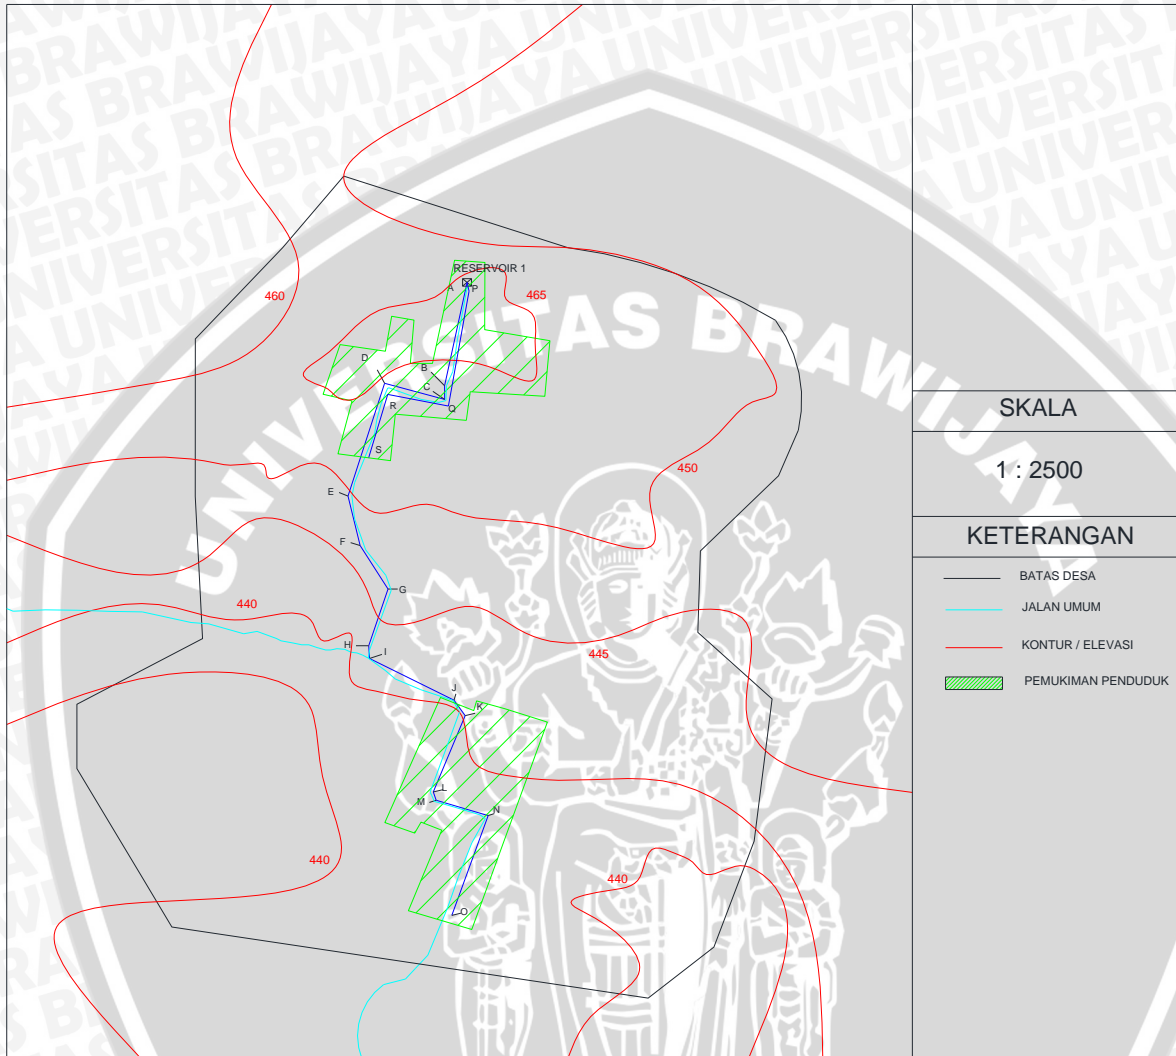 UNIVERSITAS BRAWIJAYA
RESERVOIR 1
A
P
460
465
D
B
C
R
Q
S
450
E
F
G
440
H
I
445
J
K
L
M
N
440
440
O
SKALA
1 : 2500
KETERANGAN
BATAS DESA
JALAN UMUM
KONTUR / ELEVASI
PEMUKIMAN PENDUDUK